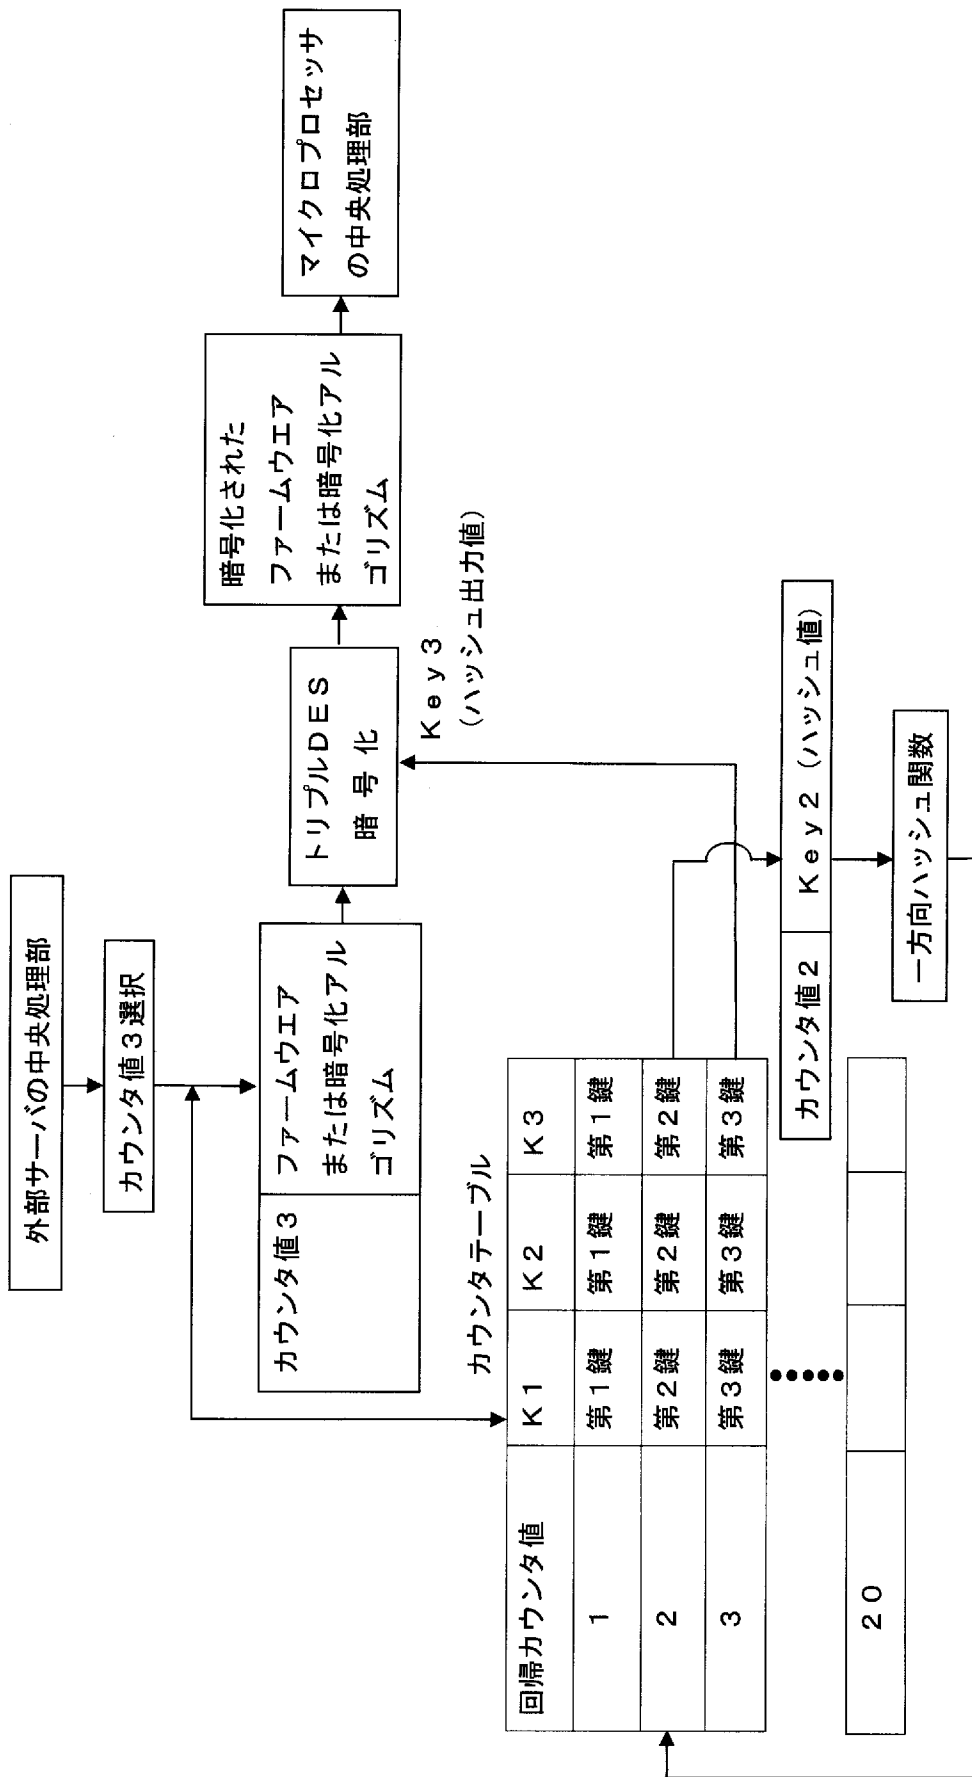 外部サーバの中央処理部
カウンタ値3選択
カウンタ値3
ファームウエア
または暗号化アル
ゴリズム
トリプルDES
暗号化
暗号化された
ファームウエア
または暗号化アル
ゴリズム
マイクロプロセッサ
の中央処理部
Key3
(ハッシュ出力値)
カウンタテーブル
回帰カウンタ値 K1 K2 K3
1 第1鍵 第1鍵 第1鍵
2 第2鍵 第2鍵 第2鍵
3 第3鍵 第3鍵 第3鍵
•••••
20
カウンタ値2 Key2(ハッシュ値)
一方向ハッシュ関数